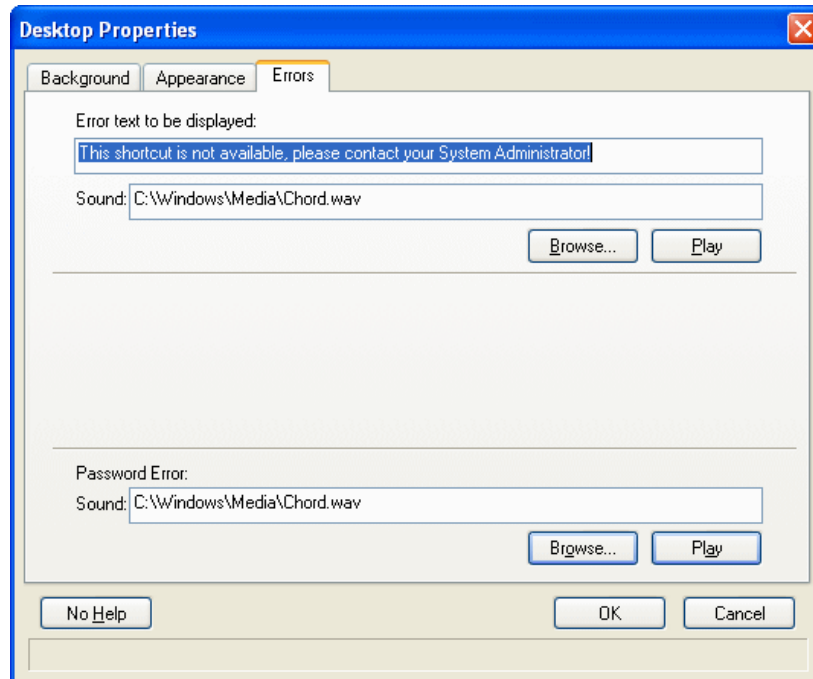 Desktop Properties
Background Appearance Errors
Error text to be displayed:
This shortcut is not available, please contact your System Administrator!
Sound: C:\Windows\Media\Chord.wav
Browse... Play
Password Error:
Sound: C:\Windows\Media\Chord.wav
Browse... Play
No Help OK Cancel